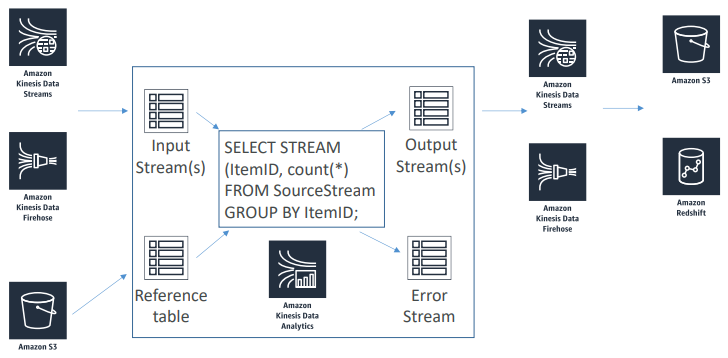 Amazon
Kinesis Data
Streams
Amazon
Kinesis Data
Firehose
Amazon S3
Input
Stream(s)
Reference
table
SELECT STREAM
(ItemID, count(*)
FROM SourceStream
GROUP BY ItemID;
Amazon
Kinesis Data
Analytics
Output
Stream(s)
Error
Stream
Amazon
Kinesis Data
Streams
Amazon
Kinesis Data
Firehose
Amazon S3
Amazon
Redshift